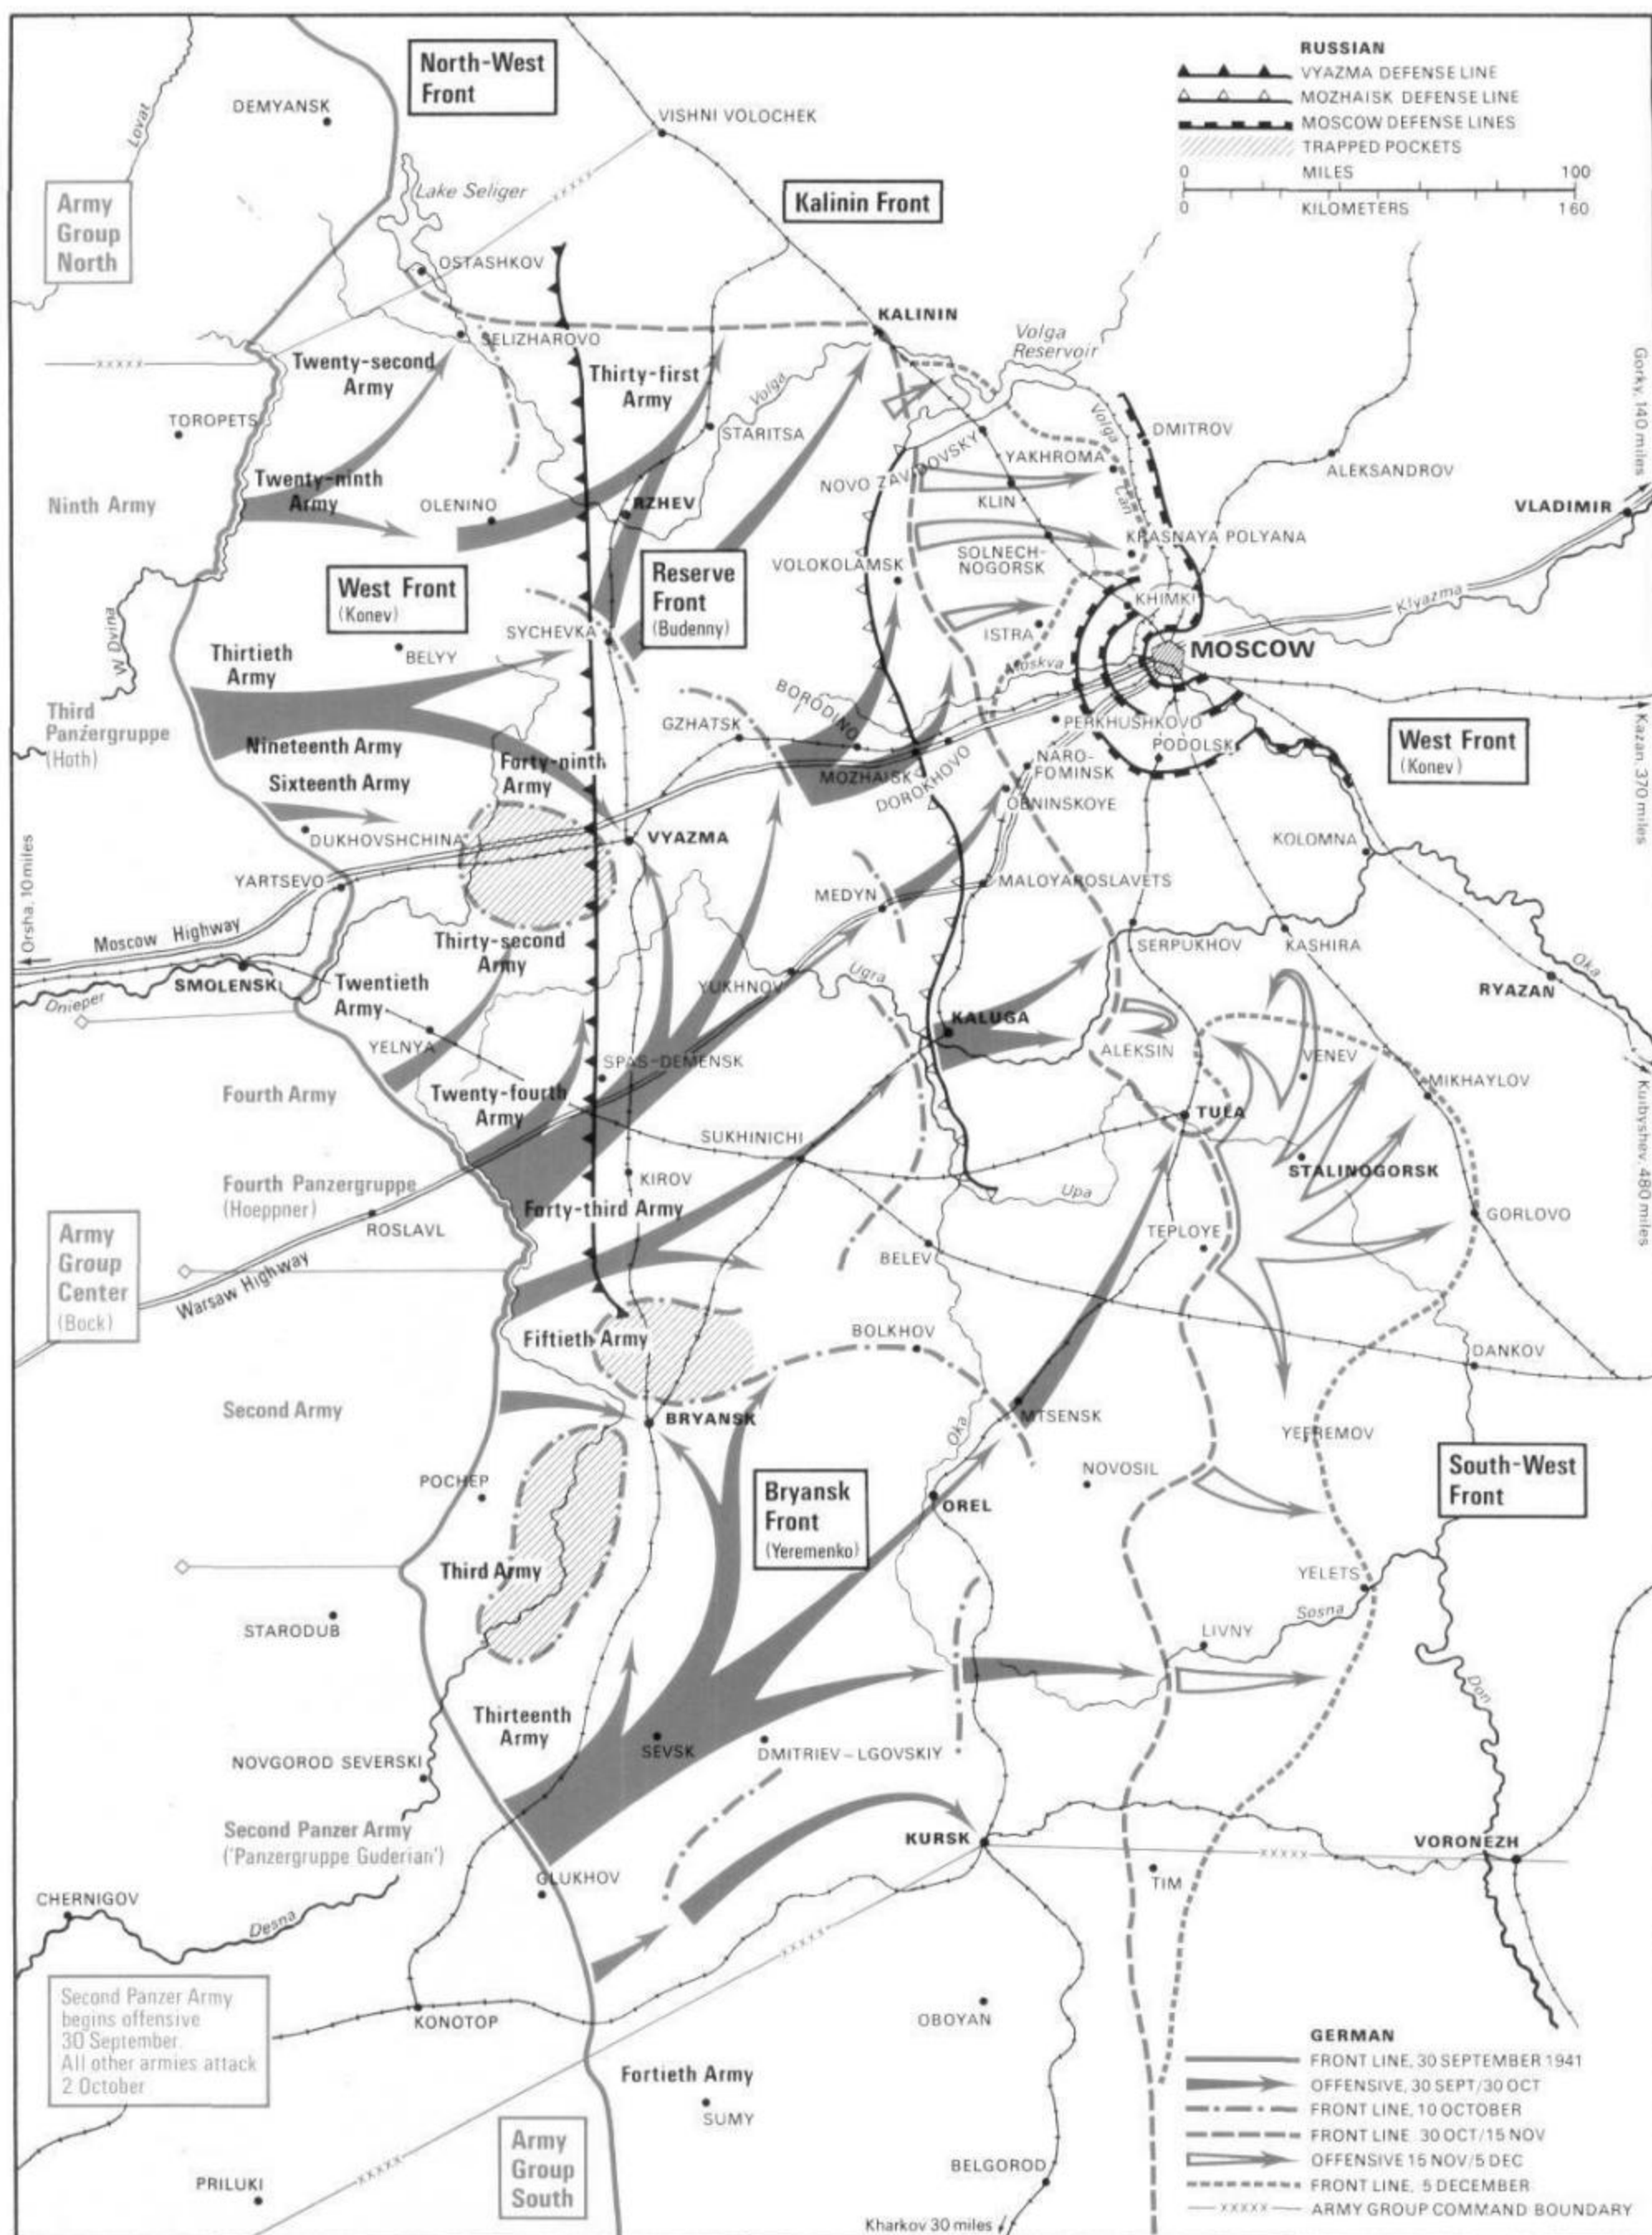 North-West
Front
DEMYANSK
Lovat
VISHNI VOLOCHEK
RUSSIAN
VYAZMA DEFENSE LINE
MOZHAISK DEFENSE LINE
MOSCOW DEFENSE LINES
TRAPPED POCKETS
0 MILES 100
0 KILOMETERS 160
Army
Group
North
Lake Seliger
xxxxx
Kalinin Front
OSTASHKOV
KALININ
Volga
Reservoir
SELIZHAROVO
xxxxx
Twenty-second
Army
Thirty-first
Army
Volga
Gorky, 140 miles
TOROPETS
STARITSA
Volga
Can
DMITROV
YAKHROMA
ALEKSANDROV
NOVO ZAVIDOVSKY
Twenty-ninth
Army
Ninth Army
OLENINO
RZHEV
KLIN
VLADIMIR
KRASNAYA POLYANA
SOLNECH-
NOGORSK
VOLOKOLAMSK
West Front
(Konev)
Reserve
Front
(Budenny)
KHIMKI
Klyazma
W Dvina
SYCHEVKA
ISTRA
BELYY
MOSCOW
Moskva
Thirtieth
Army
BORODINO
Third
Panzergruppe
(Hoth)
GZHATSK
PERKHUSHKOVO
PODOLSK
West Front
(Konev)
Kazan, 370 miles
Nineteenth Army
Forty-ninth
Army
MOZHAISK
DOROKHOVO
NARO-
FOMINSK
Sixteenth Army
OBNINSKOYE
DUKHOVSHCHINA
VYAZMA
KOLOMNA
Orsha, 10 miles
YARTSEVO
MEDYN
MALOYAROSLAVETS
Moscow Highway
Thirty-second
Army
SERPUKHOV
KASHIRA
Oka
SMOLENSK
Dnieper
Twentieth
Army
YUKHNOV
Ugra
RYAZAN
KALUGA
YELNYA
SPAS-DEMENSK
ALEKSIN
VENEV
MIKHAYLOV
Kuibyshev, 480 miles
Fourth Army
Twenty-fourth
Army
TULA
SUKHINICHI
STALINOGORSK
Fourth Panzergruppe
(Hoeppner)
KIROV
Upa
ROSLAVL
Forty-third Army
GORLOVO
TEPLOYE
Army
Group
Center
(Bock)
BELEV
Warsaw Highway
Fiftieth Army
BOLKHOV
DANKOV
Second Army
BRYANSK
MTSENSK
Oka
YEFREMOV
POCHEP
NOVOSIL
Bryansk
Front
(Yeremenko)
South-West
Front
OREL
Third Army
YELETS
STARODUB
Sosna
LIVNY
Don
Thirteenth
Army
SEVSK
DMITRIEV-LGOVSKIY
NOVGOROD SEVERSKI
Second Panzer Army
('Panzergruppe Guderian')
KURSK
xxxxx
VORONEZH
GLUKHOV
TIM
CHERNIGOV
Desna
xxxxx
Second Panzer Army
begins offensive
30 September.
All other armies attack
2 October
KONOTOP
OBOYAN
Fortieth Army
SUMY
GERMAN
FRONT LINE, 30 SEPTEMBER 1941
OFFENSIVE, 30 SEPT/30 OCT
FRONT LINE, 10 OCTOBER
FRONT LINE 30 OCT/15 NOV
OFFENSIVE 15 NOV/5 DEC
FRONT LINE, 5 DECEMBER
xxxxx ARMY GROUP COMMAND BOUNDARY
Army
Group
South
xxxxx
PRILUKI
BELGOROD
Kharkov 30 miles